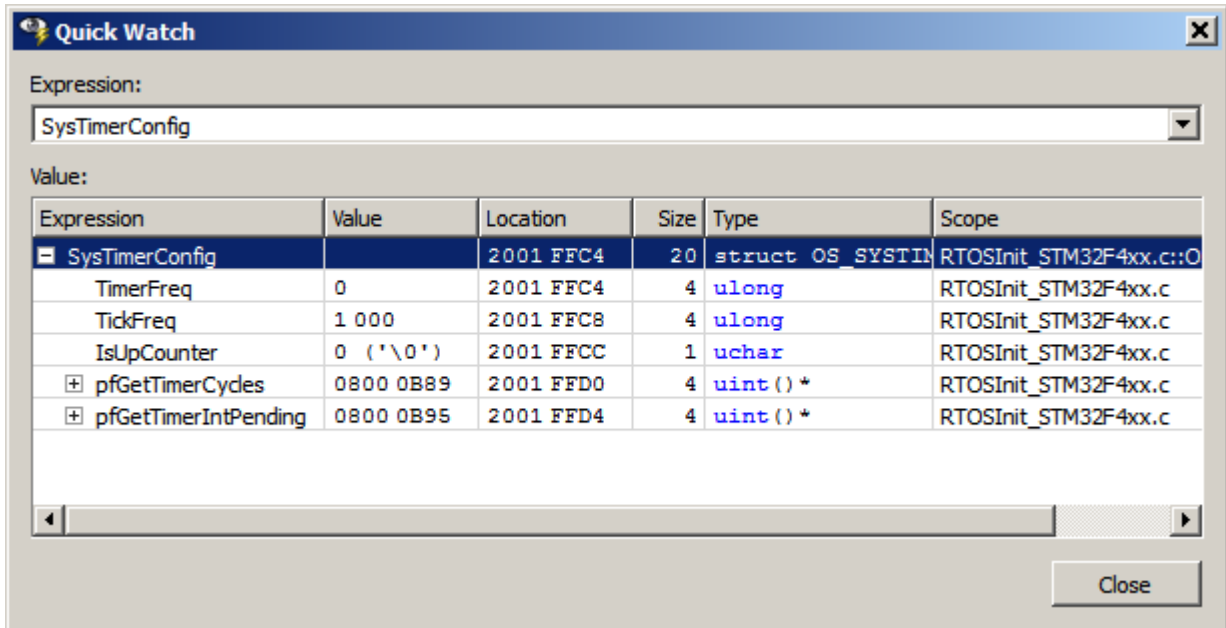 Quick Watch
Expression:
SysTimerConfig
Value:
Expression Value Location Size Type Scope
SysTimerConfig 2001 FFC4 20 struct OS_SYSTIM RTOSInit_STM32F4xx.c::O
TimerFreq 0 2001 FFC4 4 ulong RTOSInit_STM32F4xx.c
TickFreq 1 000 2001 FFC8 4 ulong RTOSInit_STM32F4xx.c
IsUpCounter 0 ('\0') 2001 FFCC 1 uchar RTOSInit_STM32F4xx.c
pfGetTimerCycles 0800 0B89 2001 FFD0 4 uint()* RTOSInit_STM32F4xx.c
pfGetTimerIntPending 0800 0B95 2001 FFD4 4 uint()* RTOSInit_STM32F4xx.c
Close